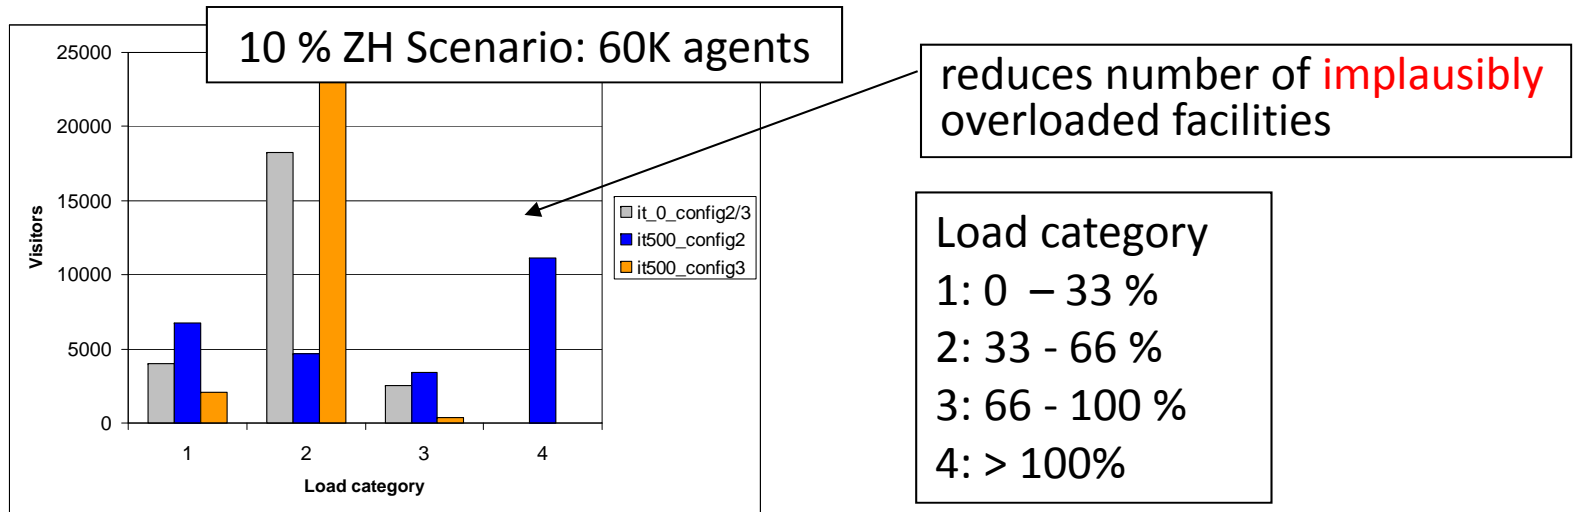 10 % ZH Scenario: 60K agents
25000
20000
15000
10000
5000
0
Visitors
1 2 3 4
Load category
it_0_config2/3
it500_config2
it500_config3
reduces number of implausibly
overloaded facilities
Load category
1: 0 – 33 %
2: 33 - 66 %
3: 66 - 100 %
4: > 100%